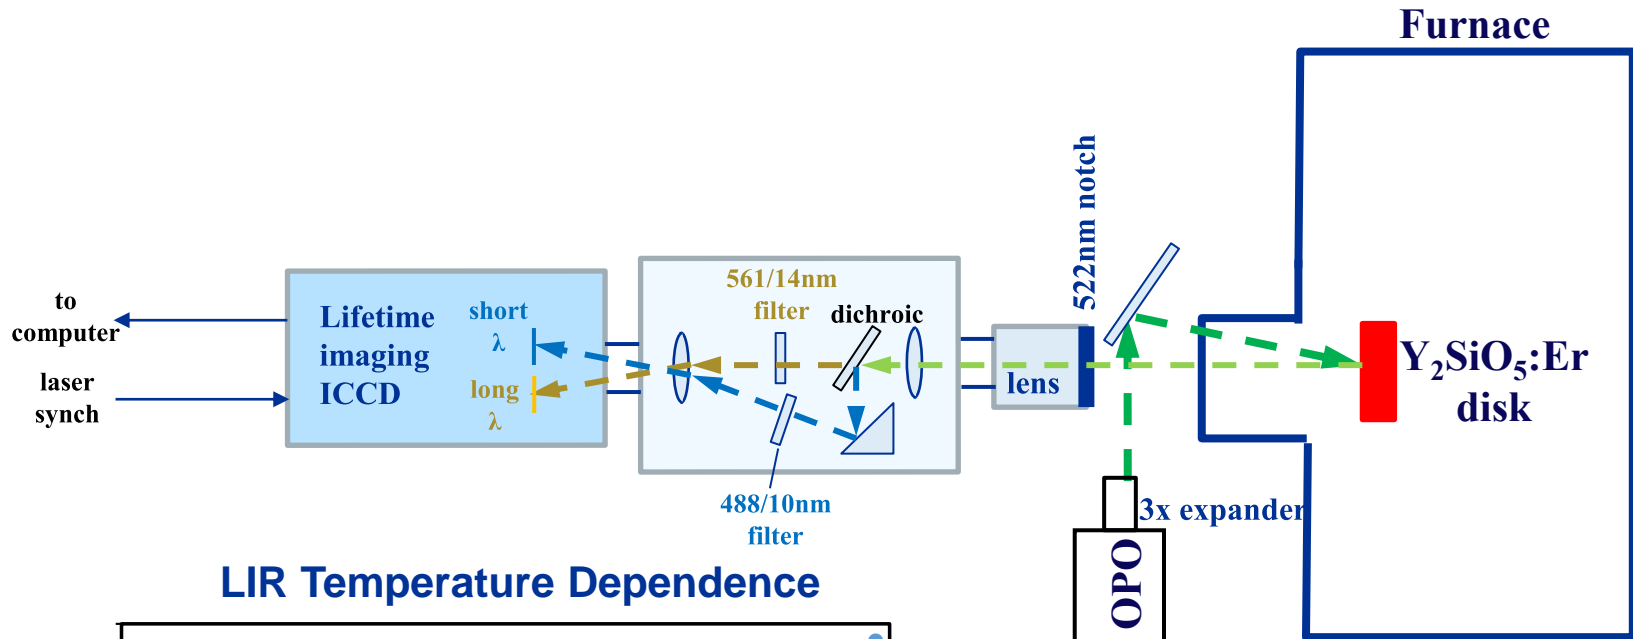 Furnace
522nm notch
561/14nm
filter
dichroic
to
computer
laser
synch
Lifetime
imaging
ICCD
short
λ
long
λ
lens
Y₂SiO₅:Er
disk
488/10nm
filter
3x expander
OPO
LIR Temperature Dependence